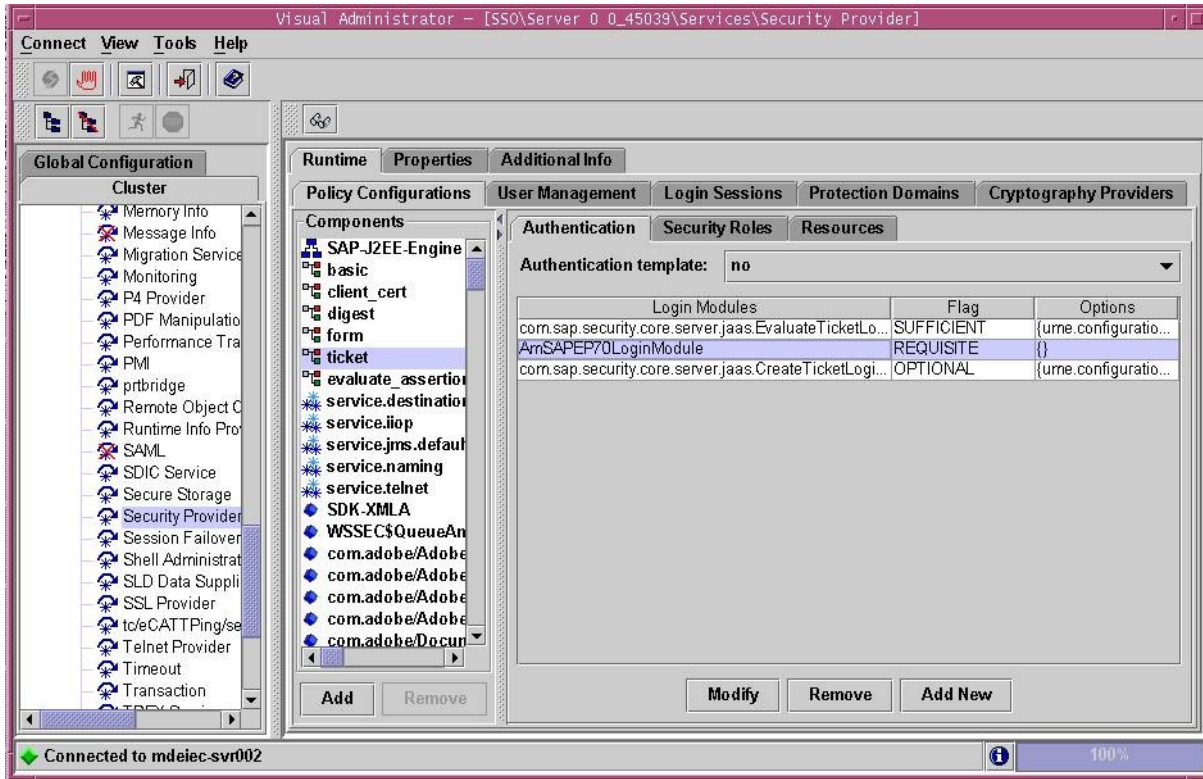 Visual Administrator – [SSO\Server 0 0_45039\Services\Security Provider]
Connect View Tools Help
Global Configuration
Cluster
Memory Info
Message Info
Migration Service
Monitoring
P4 Provider
PDF Manipulatio
Performance Tra
PMI
prtbridge
Remote Object C
Runtime Info Pro
SAML
SDIC Service
Secure Storage
Security Provider
Session Failover
Shell Administrat
SLD Data Suppli
SSL Provider
tc/eCATTPing/se
Telnet Provider
Timeout
Transaction
Runtime Properties Additional Info
Policy Configurations User Management Login Sessions Protection Domains Cryptography Providers
Components
SAP-J2EE-Engine
basic
client_cert
digest
form
ticket
evaluate_assertion
service.destination
service.iiop
service.jms.default
service.naming
service.telnet
SDK-XMLA
WSSEC$QueueAn
com.adobe/Adobe
com.adobe/Adobe
com.adobe/Adobe
com.adobe/Adobe
com.adobe/Docun
Add Remove
Authentication Security Roles Resources
Authentication template: no
Login Modules Flag Options
com.sap.security.core.server.jaas.EvaluateTicketLo... SUFFICIENT {ume.configuratio...
AmSAPEP70LoginModule REQUISITE {}
com.sap.security.core.server.jaas.CreateTicketLogi... OPTIONAL {ume.configuratio...
Modify Remove Add New
Connected to mdeiec-svr002
100%